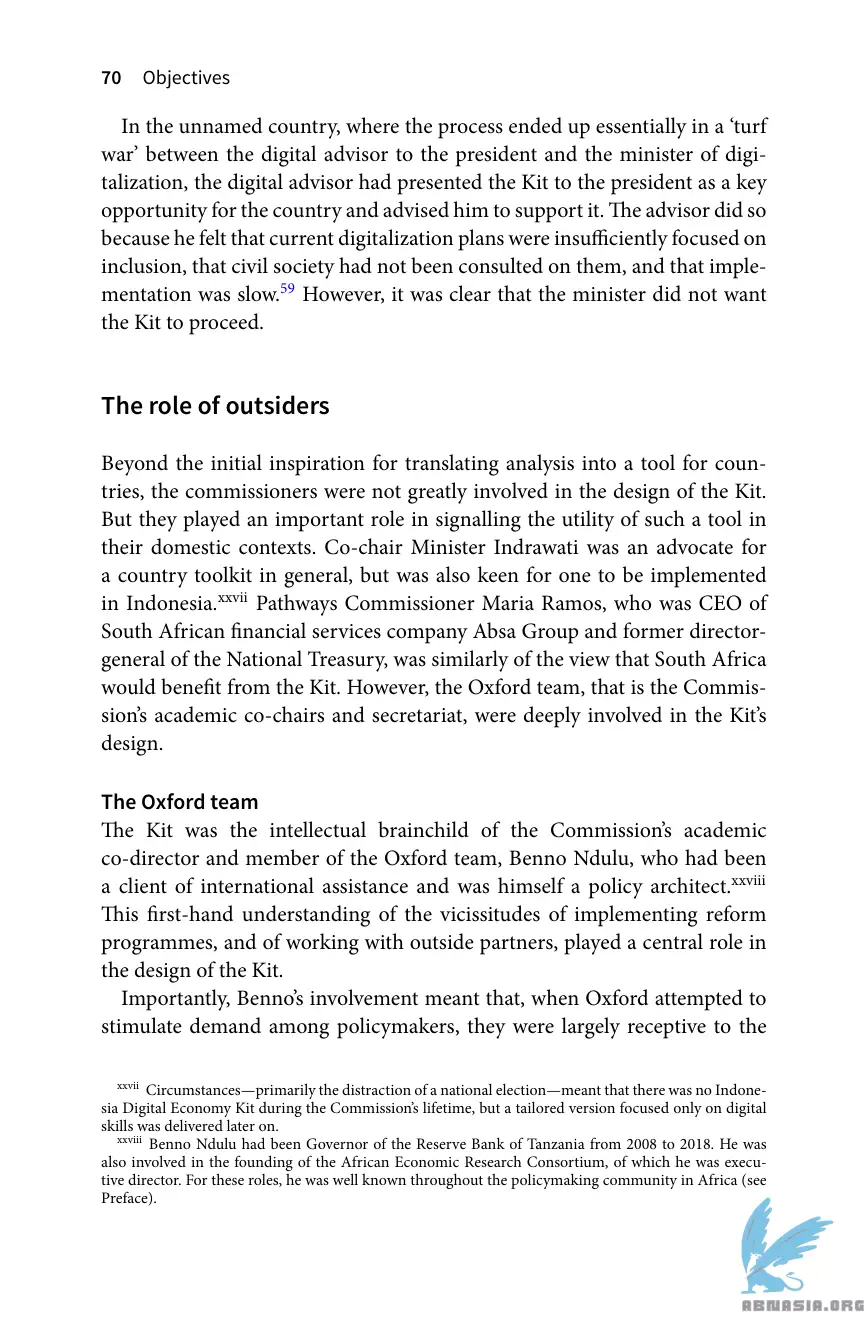 70 Objectives
In the unnamed country, where the process ended up essentially in a ‘turf
war’ between the digital advisor to the president and the minister of digi-
talization, the digital advisor had presented the Kit to the president as a key
opportunity for the country and advised him to support it. The advisor did so
because he felt that current digitalization plans were insufficiently focused on
inclusion, that civil society had not been consulted on them, and that imple-
mentation was slow.59 However, it was clear that the minister did not want
the Kit to proceed.
The role of outsiders
Beyond the initial inspiration for translating analysis into a tool for coun-
tries, the commissioners were not greatly involved in the design of the Kit.
But they played an important role in signalling the utility of such a tool in
their domestic contexts. Co-chair Minister Indrawati was an advocate for
a country toolkit in general, but was also keen for one to be implemented
in Indonesia.xxvii Pathways Commissioner Maria Ramos, who was CEO of
South African financial services company Absa Group and former director-
general of the National Treasury, was similarly of the view that South Africa
would benefit from the Kit. However, the Oxford team, that is the Commis-
sion’s academic co-chairs and secretariat, were deeply involved in the Kit’s
design.
The Oxford team
The Kit was the intellectual brainchild of the Commission’s academic
co-director and member of the Oxford team, Benno Ndulu, who had been
a client of international assistance and was himself a policy architect.xxviii
This first-hand understanding of the vicissitudes of implementing reform
programmes, and of working with outside partners, played a central role in
the design of the Kit.
Importantly, Benno’s involvement meant that, when Oxford attempted to
stimulate demand among policymakers, they were largely receptive to the
xxvii Circumstances—primarily the distraction of a national election—meant that there was no Indone-
sia Digital Economy Kit during the Commission’s lifetime, but a tailored version focused only on digital
skills was delivered later on.
xxviii Benno Ndulu had been Governor of the Reserve Bank of Tanzania from 2008 to 2018. He was
also involved in the founding of the African Economic Research Consortium, of which he was execu-
tive director. For these roles, he was well known throughout the policymaking community in Africa (see
Preface).
ABNASIA.ORG